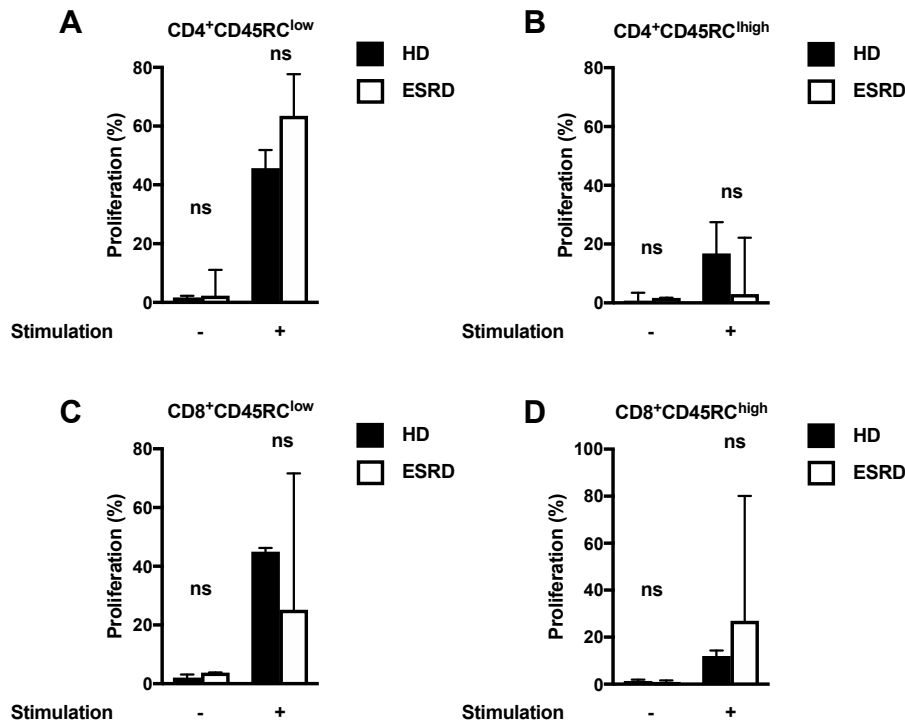 A
CD4⁺CD45RCˡᵒʷ
ns
HD
ESRD
80
60
40
20
0
Proliferation (%)
ns
Stimulation - +
B
CD4⁺CD45RCˡʰⁱᵍʰ
HD
ESRD
80
60
40
20
0
Proliferation (%)
ns
ns
Stimulation - +
C
CD8⁺CD45RCˡᵒʷ
ns
HD
ESRD
80
60
40
20
0
Proliferation (%)
ns
Stimulation - +
D
CD8⁺CD45RCʰⁱᵍʰ
ns
HD
ESRD
100
80
60
40
20
0
Proliferation (%)
ns
Stimulation - +